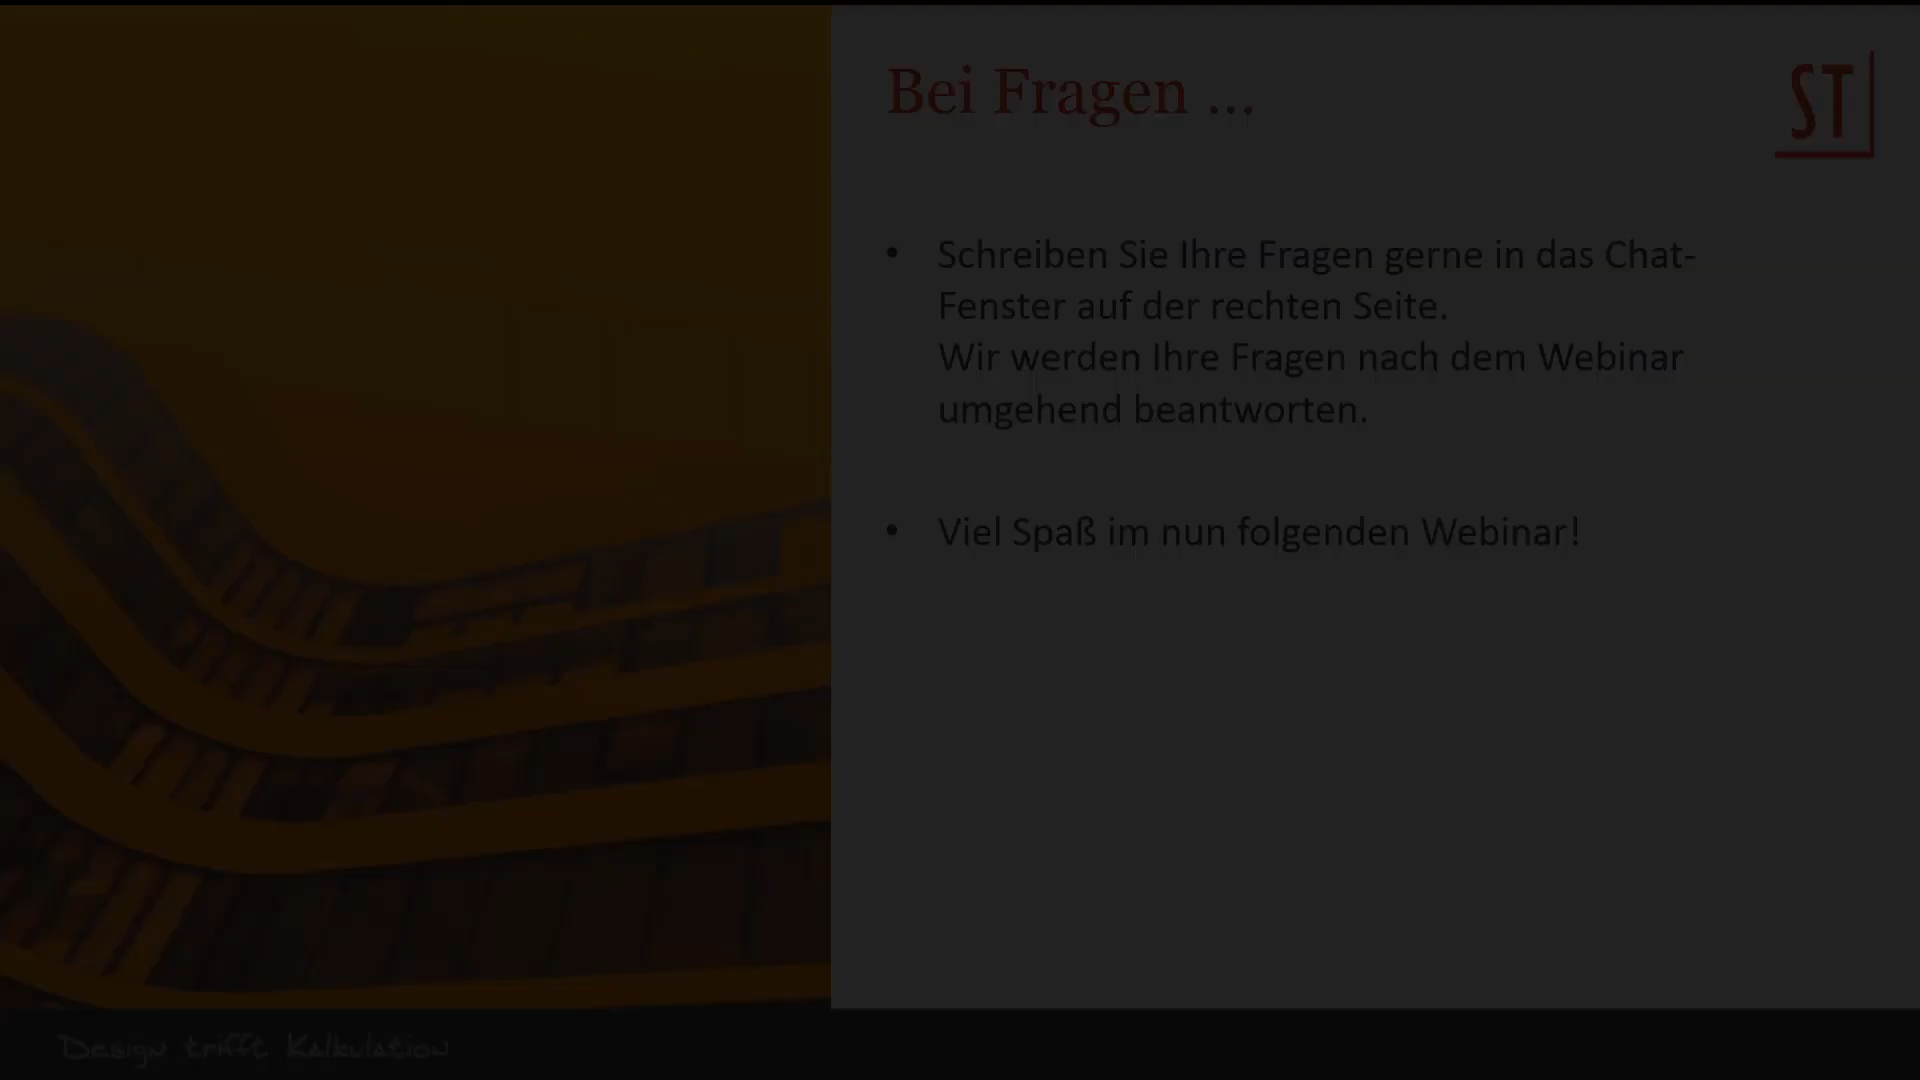 Bei Fragen ...
ST
• Schreiben Sie Ihre Fragen gerne in das Chat-
Fenster auf der rechten Seite.
Wir werden Ihre Fragen nach dem Webinar
umgehend beantworten.
• Viel Spaß im nun folgenden Webinar!
Design trifft Kalkulation